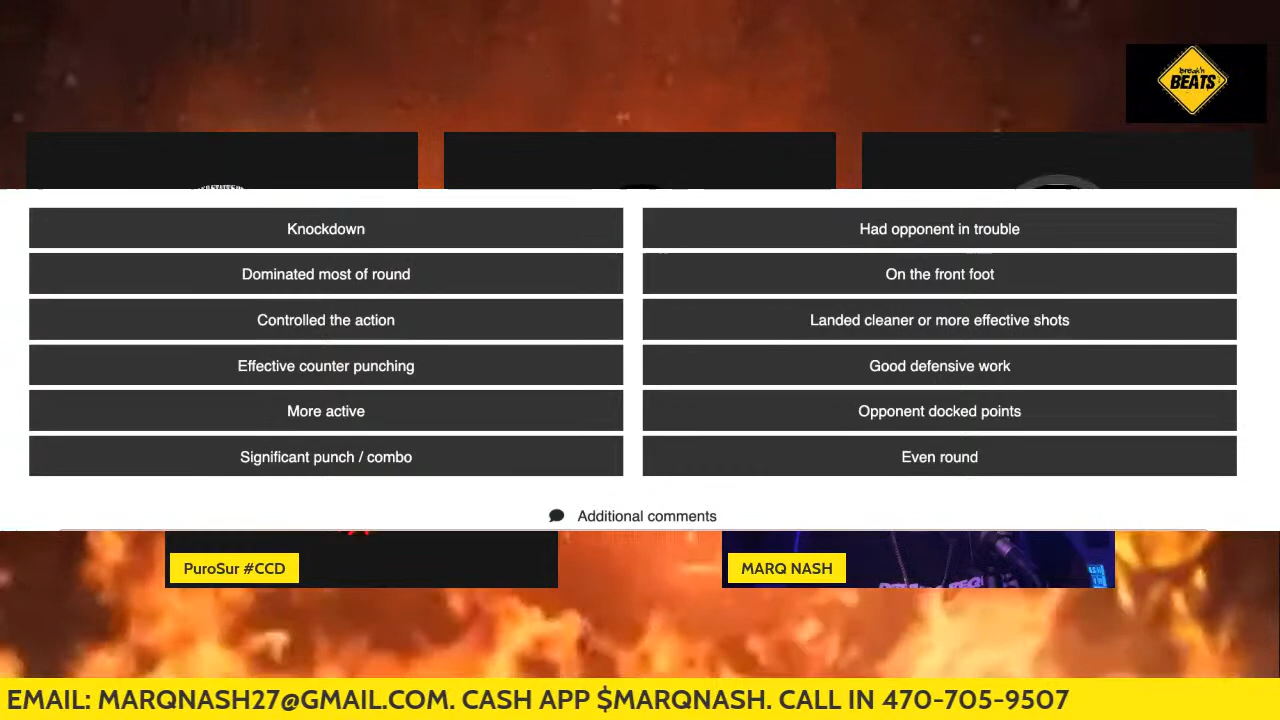 break'n
BEATS
Knockdown
Had opponent in trouble
Dominated most of round
On the front foot
Controlled the action
Landed cleaner or more effective shots
Effective counter punching
Good defensive work
More active
Opponent docked points
Significant punch / combo
Even round
Additional comments
PuroSur #CCD
MARQ NASH
EMAIL: MARQNASH27@GMAIL.COM. CASH APP $MARQNASH. CALL IN 470-705-9507